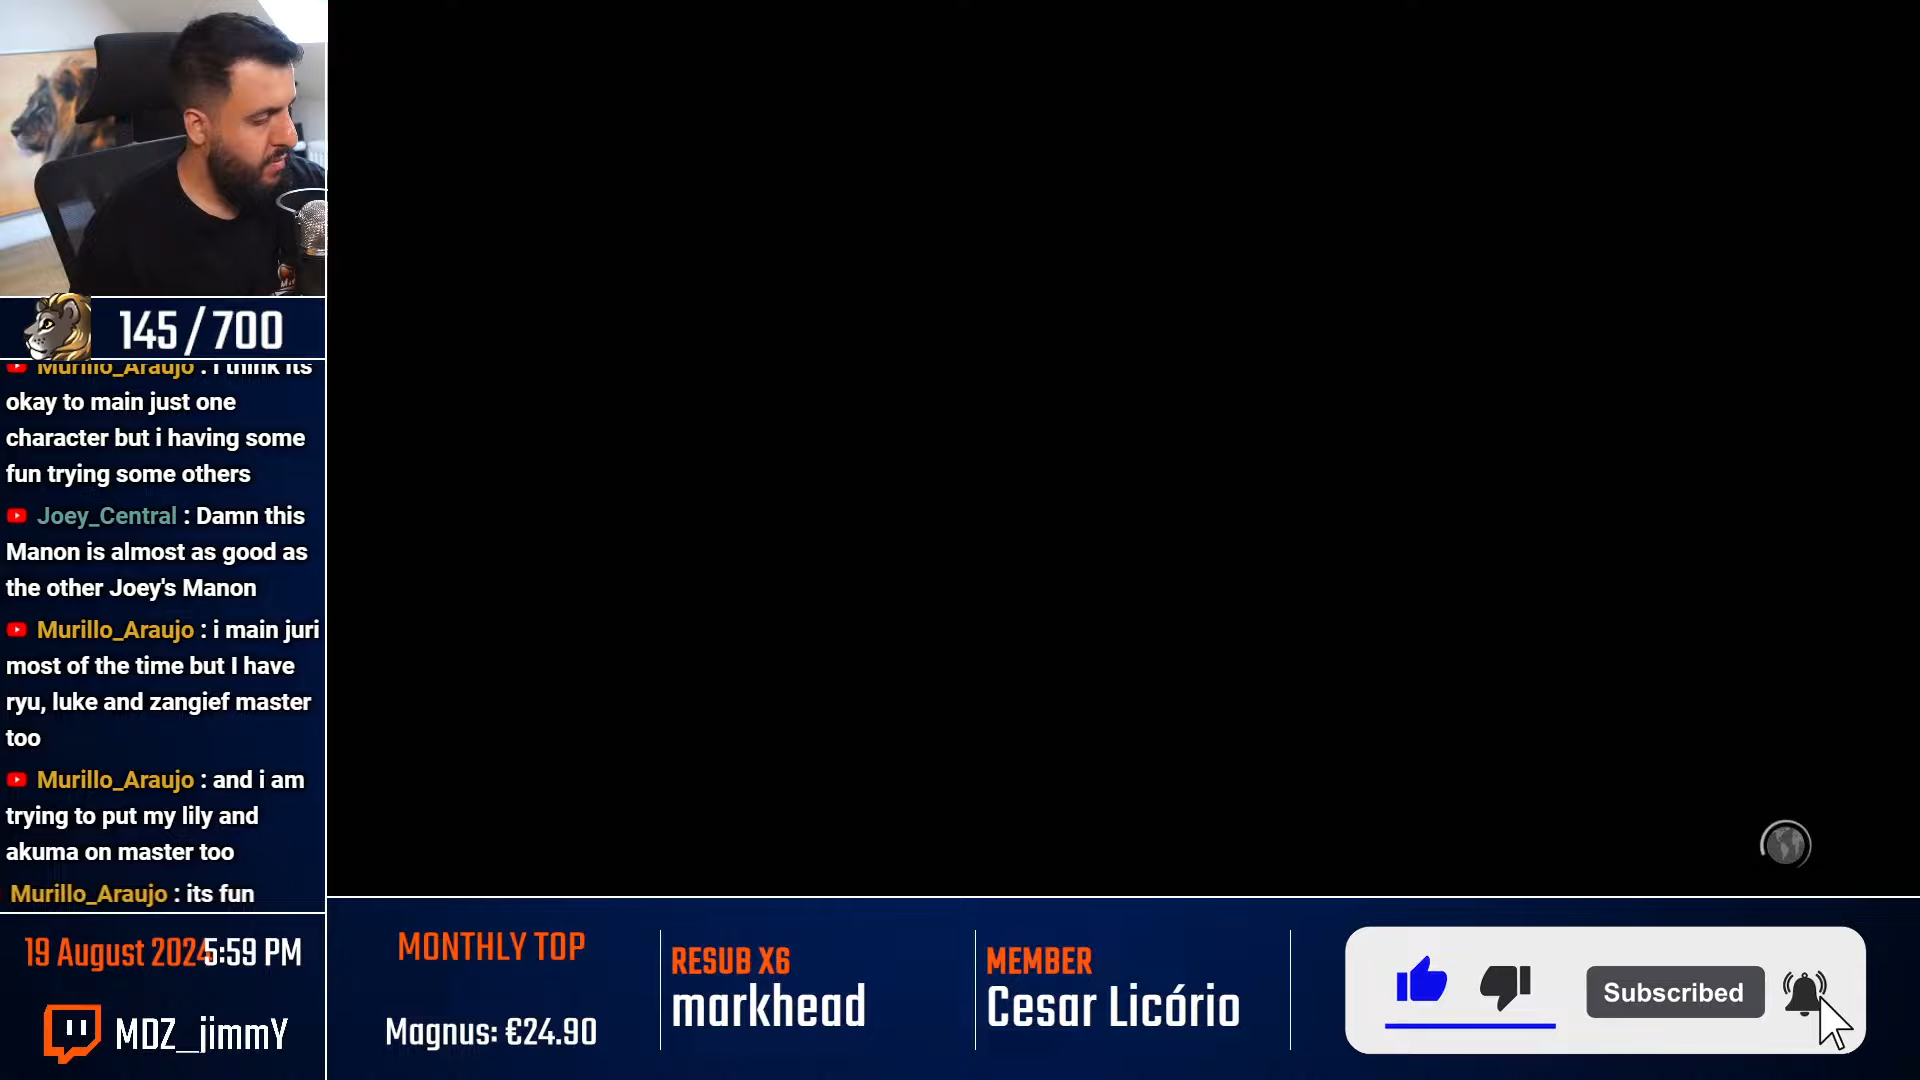 145/700
Murillo_Araujo : i think its
okay to main just one
character but i having some
fun trying some others
Joey_Central : Damn this
Manon is almost as good as
the other Joey's Manon
Murillo_Araujo : i main juri
most of the time but I have
ryu, luke and zangief master
too
Murillo_Araujo : and i am
trying to put my lily and
akuma on master too
Murillo_Araujo : its fun
19 August 2024 5:59 PM
MDZ_jimmY
MONTHLY TOP
Magnus: €24.90
RESUB X6
markhead
MEMBER
Cesar Licório
Subscribed